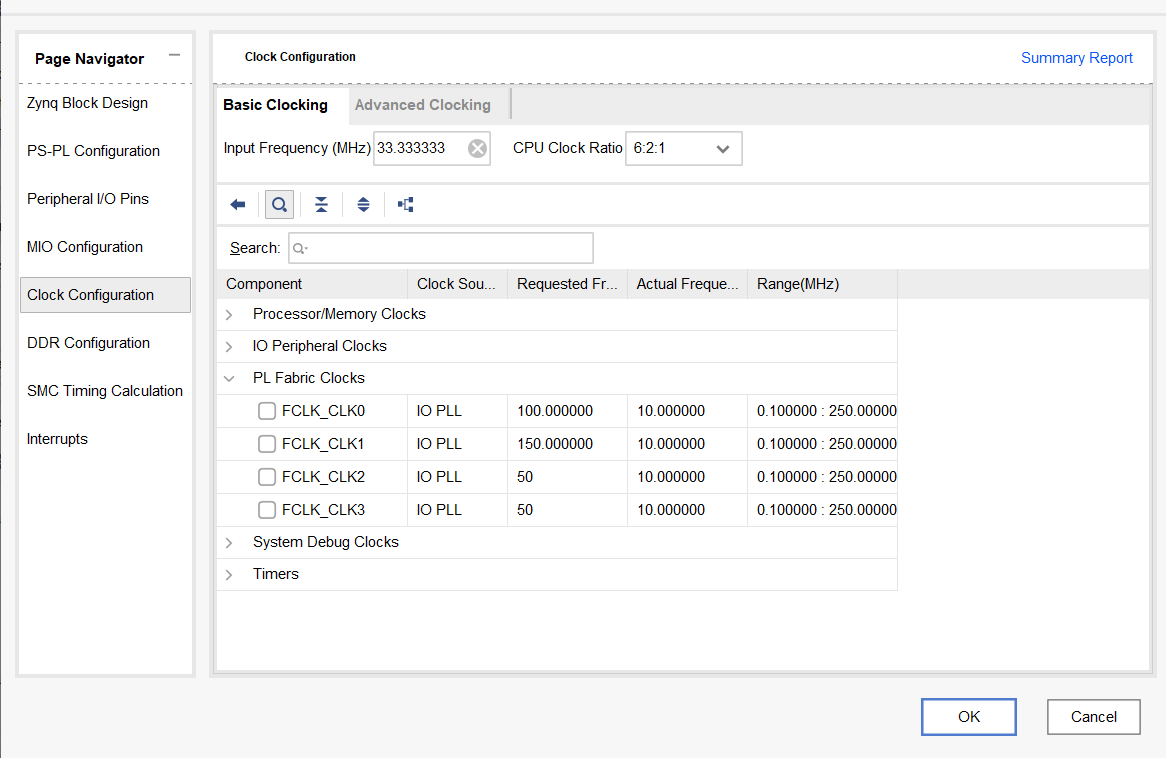 Page Navigator
Zynq Block Design
PS-PL Configuration
Peripheral I/O Pins
MIO Configuration
Clock Configuration
DDR Configuration
SMC Timing Calculation
Interrupts
Clock Configuration
Summary Report
Basic Clocking Advanced Clocking
Input Frequency (MHz) 33.333333 CPU Clock Ratio 6:2:1
Search:
Component Clock Sou... Requested Fr... Actual Freque... Range(MHz)
Processor/Memory Clocks
IO Peripheral Clocks
PL Fabric Clocks
FCLK_CLK0 IO PLL 100.000000 10.000000 0.100000 : 250.00000
FCLK_CLK1 IO PLL 150.000000 10.000000 0.100000 : 250.00000
FCLK_CLK2 IO PLL 50 10.000000 0.100000 : 250.00000
FCLK_CLK3 IO PLL 50 10.000000 0.100000 : 250.00000
System Debug Clocks
Timers
OK Cancel